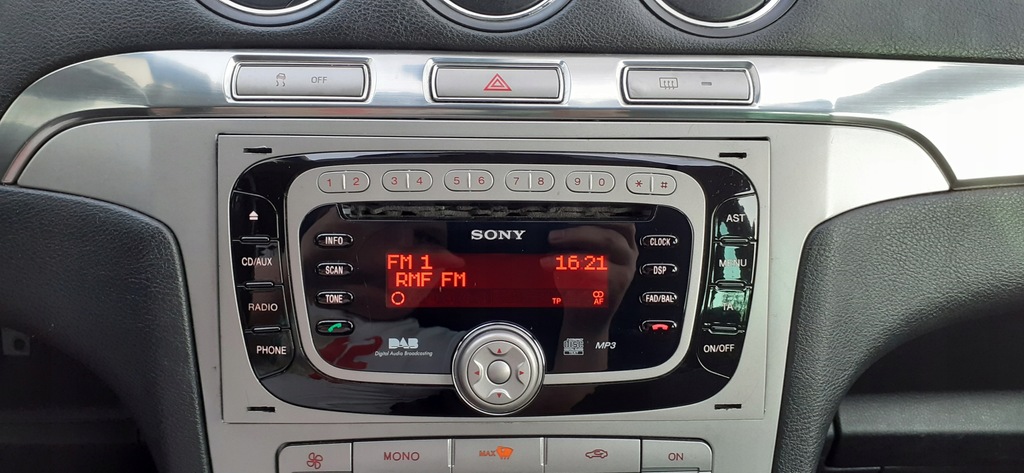 OFF
1 2 3 4 5 6 7 8 9 0 * #
SONY
INFO
SCAN
TONE
CD/AUX
RADIO
PHONE
FM 1 16:21
RMF FM
TP AF
CLOCK
DSP
FAD/BAL
AST
MENU
TA
ON/OFF
DAB
Digital Audio Broadcasting
MP3
MONO
MAX
ON